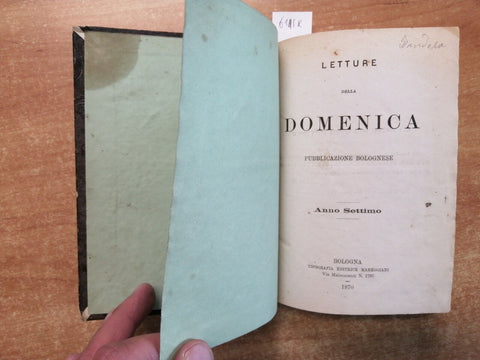 LETTURE
DELLA
DOMENICA
PUBBLICAZIONE BOLOGNESE
Anno Settimo
BOLOGNA
TIPOGRAFIA EDITRICE MAREGGIANI
Via Malcontenti N. 1797
1870